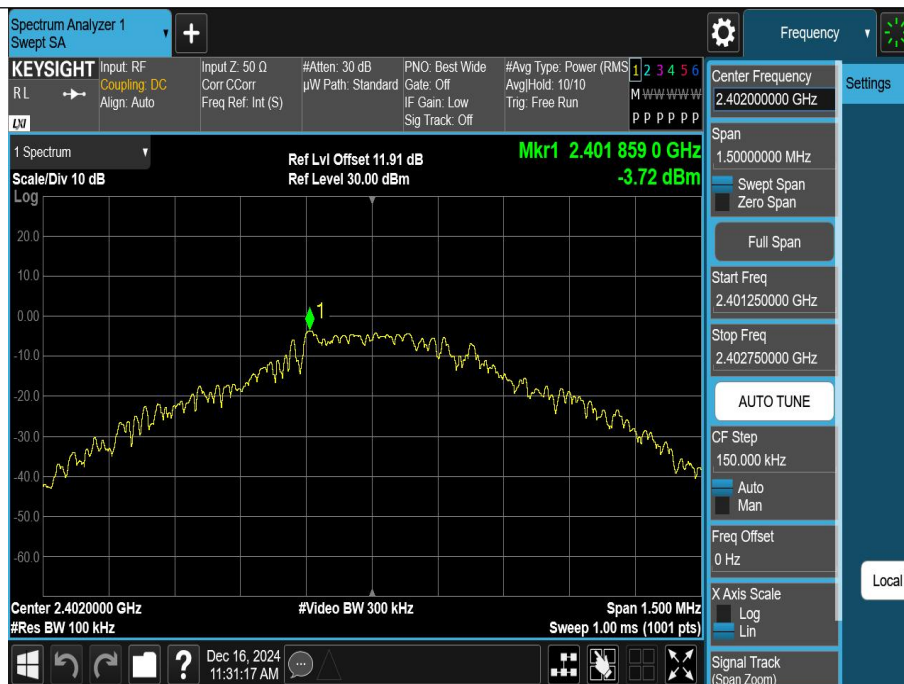 Spectrum Analyzer 1
Swept SA
Frequency
KEYSIGHT
R L
LXI
Input: RF
Coupling: DC
Align: Auto
Input Z: 50 Ω
Corr CCorr
Freq Ref: Int (S)
#Atten: 30 dB
µW Path: Standard
PNO: Best Wide
Gate: Off
IF Gain: Low
Sig Track: Off
#Avg Type: Power (RMS
Avg|Hold: 10/10
Trig: Free Run
1 2 3 4 5 6
M W W W W W
P P P P P P
1 Spectrum
Scale/Div 10 dB
Log
Ref Lvl Offset 11.91 dB
Ref Level 30.00 dBm
Mkr1 2.401 859 0 GHz
-3.72 dBm
20.0
10.0
0.00
-10.0
-20.0
-30.0
-40.0
-50.0
-60.0
1
Center 2.4020000 GHz
#Res BW 100 kHz
#Video BW 300 kHz
Span 1.500 MHz
Sweep 1.00 ms (1001 pts)
Center Frequency
2.402000000 GHz
Span
1.50000000 MHz
Swept Span
Zero Span
Full Span
Start Freq
2.401250000 GHz
Stop Freq
2.402750000 GHz
AUTO TUNE
CF Step
150.000 kHz
Auto
Man
Freq Offset
0 Hz
X Axis Scale
Log
Lin
Signal Track
(Span Zoom)
Settings
Local
?
Dec 16, 2024
11:31:17 AM